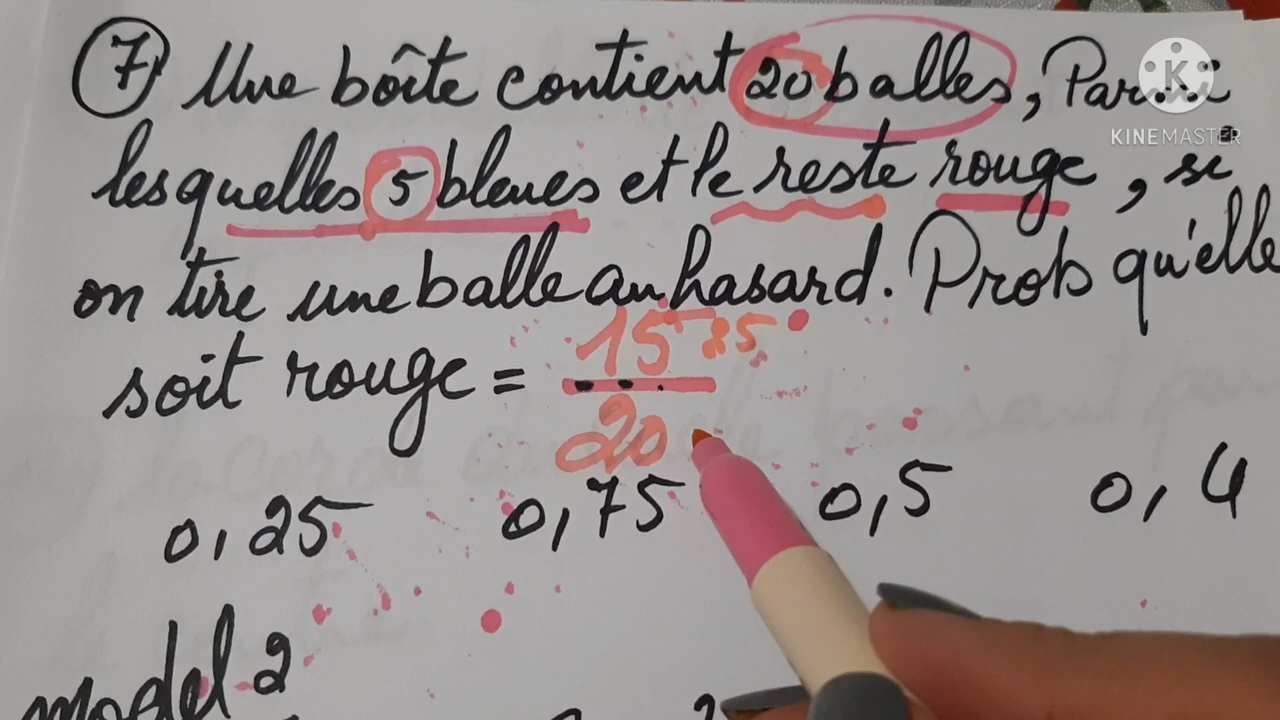 7 Une boîte contient 20 balles, Parmi
lesquelles 5 bleues et le reste rouge, si
on tire une balle au hasard. Prob qu'elle
soit rouge = 15/20
0,25 0,75 0,5 0,4
model 2
KINEMASTER